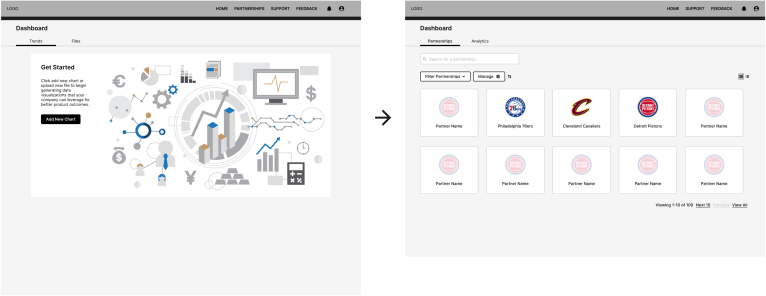 LOGO
HOME PARTNERSHIPS SUPPORT FEEDBACK
Dashboard
Trends Files
Get Started
Click add new chart or
upload new file to begin
generating data
visualizations that your
company can leverage for
better product outcomes.
Add New Chart
LOGO
HOME SUPPORT FEEDBACK
Dashboard
Partnerships Analytics
Search for a partnership...
Filter Partnerships Manage
Partner Name Philadelphia 76ers Cleveland Cavaliers Detroit Pistons Partner Name
Partner Name Partner Name Partner Name Partner Name Partner Name
Viewing 1-10 of 100 Next 10 Previous View All